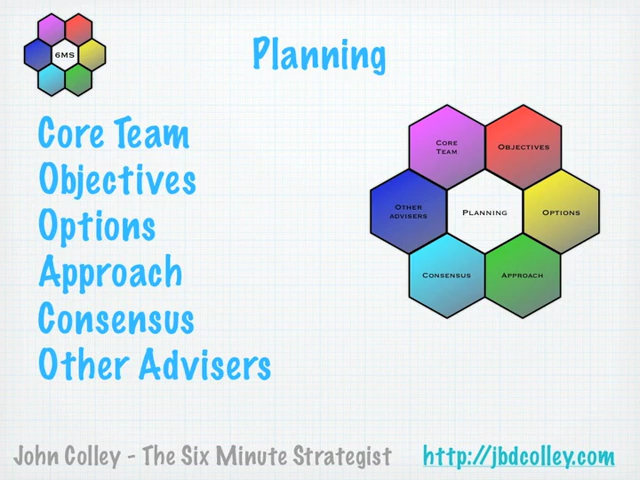 6MS
Planning
Core Team
Objectives
Options
Approach
Consensus
Other Advisers
Core
Team
Objectives
Other
advisers
Planning
Options
Consensus
Approach
John Colley - The Six Minute Strategist
http://jbdcolley.com